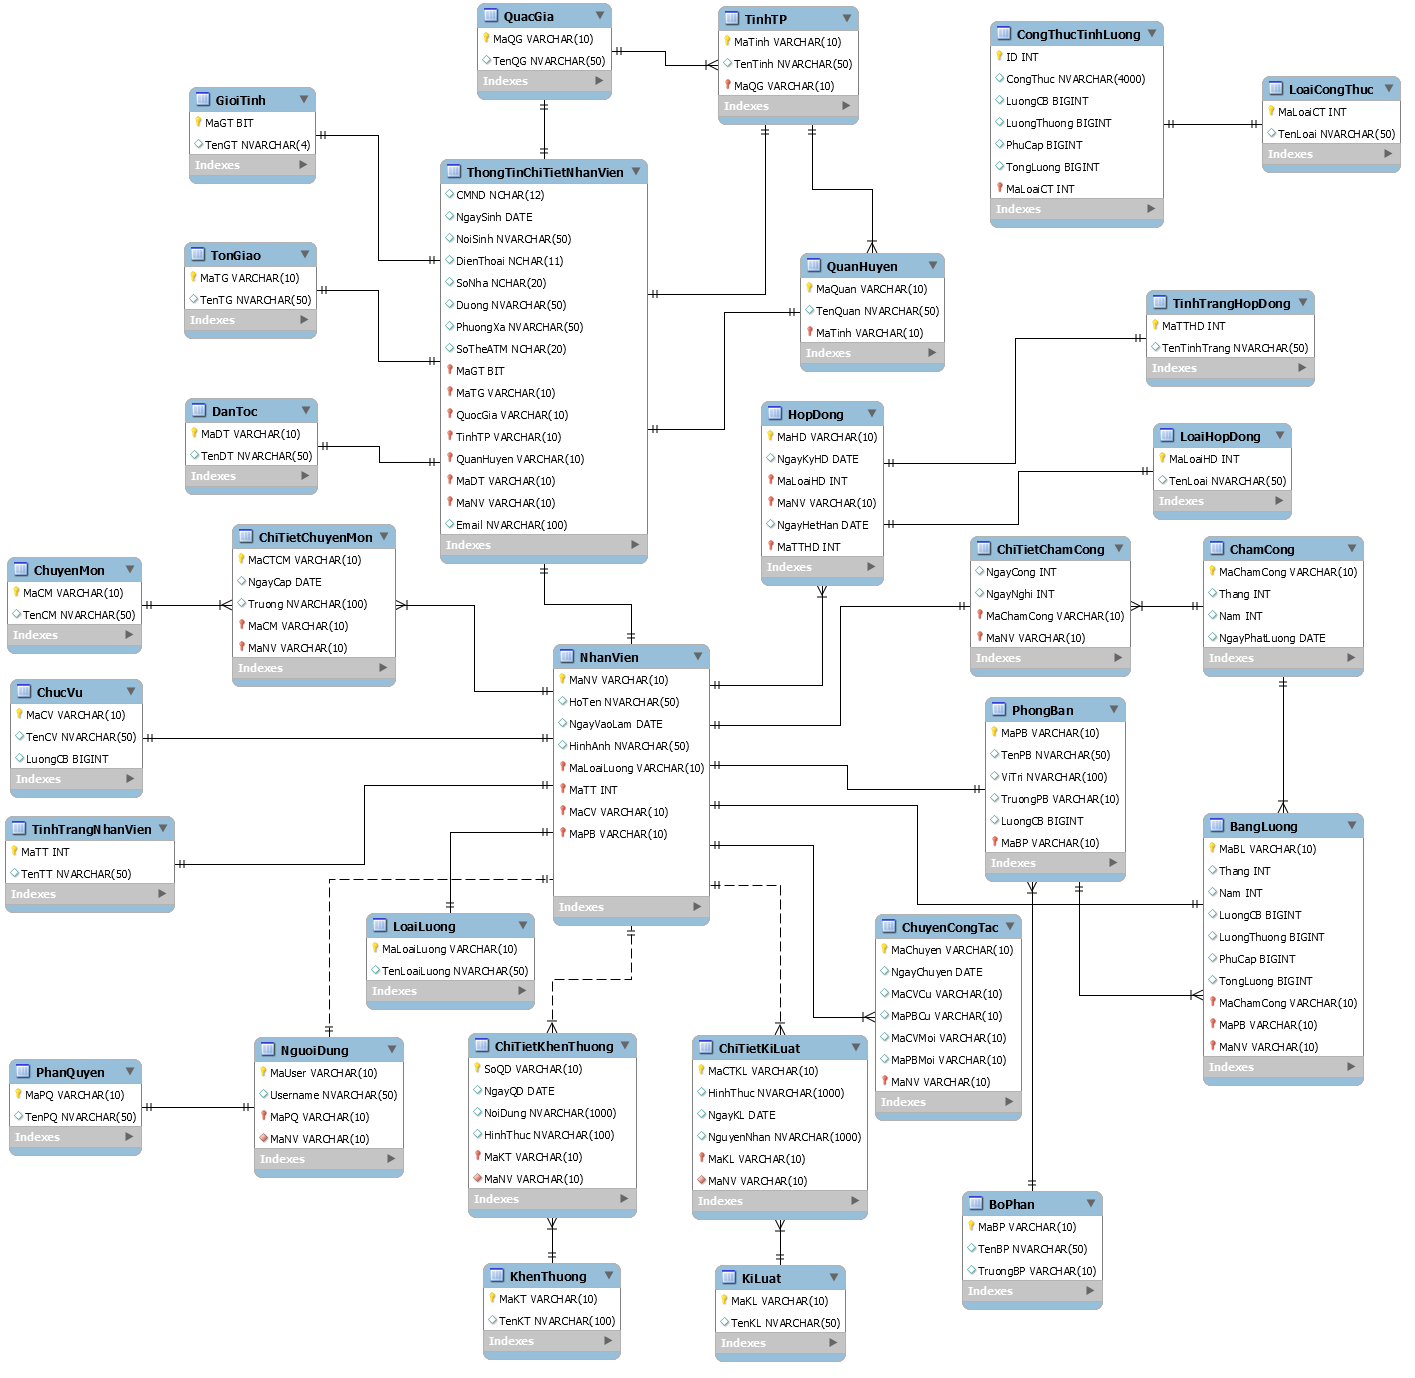 QuacGia
MaQG VARCHAR(10)
TenQG NVARCHAR(50)
Indexes
TinhTP
MaTinh VARCHAR(10)
TenTinh NVARCHAR(50)
MaQG VARCHAR(10)
Indexes
CongThucTinhLuong
ID INT
CongThuc NVARCHAR(4000)
LuongCB BIGINT
LuongThuong BIGINT
PhuCap BIGINT
TongLuong BIGINT
MaLoaiCT INT
Indexes
LoaiCongThuc
MaLoaiCT INT
TenLoai NVARCHAR(50)
Indexes
GioiTinh
MaGT BIT
TenGT NVARCHAR(4)
Indexes
ThongTinChiTietNhanVien
CMND NCHAR(12)
NgaySinh DATE
NoiSinh NVARCHAR(50)
DienThoai NCHAR(11)
SoNha NCHAR(20)
Duong NVARCHAR(50)
PhuongXa NVARCHAR(50)
SoTheATM NCHAR(20)
MaGT BIT
MaTG VARCHAR(10)
QuocGia VARCHAR(10)
TinhTP VARCHAR(10)
QuanHuyen VARCHAR(10)
MaDT VARCHAR(10)
MaNV VARCHAR(10)
Email NVARCHAR(100)
Indexes
TonGiao
MaTG VARCHAR(10)
TenTG NVARCHAR(50)
Indexes
QuanHuyen
MaQuan VARCHAR(10)
TenQuan NVARCHAR(50)
MaTinh VARCHAR(10)
Indexes
TinhTrangHopDong
MaTTHD INT
TenTinhTrang NVARCHAR(50)
Indexes
DanToc
MaDT VARCHAR(10)
TenDT NVARCHAR(50)
Indexes
HopDong
MaHD VARCHAR(10)
NgayKyHD DATE
MaLoaiHD INT
MaNV VARCHAR(10)
NgayHetHan DATE
MaTTHD INT
Indexes
LoaiHopDong
MaLoaiHD INT
TenLoai NVARCHAR(50)
Indexes
ChiTietChuyenMon
MaCTCM VARCHAR(10)
NgayCap DATE
Truong NVARCHAR(100)
MaCM VARCHAR(10)
MaNV VARCHAR(10)
Indexes
ChuyenMon
MaCM VARCHAR(10)
TenCM NVARCHAR(50)
Indexes
ChiTietChamCong
NgayCong INT
NgayNghi INT
MaChamCong VARCHAR(10)
MaNV VARCHAR(10)
Indexes
ChamCong
MaChamCong VARCHAR(10)
Thang INT
Nam INT
NgayPhatLuong DATE
Indexes
NhanVien
MaNV VARCHAR(10)
HoTen NVARCHAR(50)
NgayVaoLam DATE
HinhAnh NVARCHAR(50)
MaLoaiLuong VARCHAR(10)
MaTT INT
MaCV VARCHAR(10)
MaPB VARCHAR(10)
Indexes
ChucVu
MaCV VARCHAR(10)
TenCV NVARCHAR(50)
LuongCB BIGINT
Indexes
PhongBan
MaPB VARCHAR(10)
TenPB NVARCHAR(50)
ViTri NVARCHAR(100)
TruongPB VARCHAR(10)
LuongCB BIGINT
MaBP VARCHAR(10)
Indexes
TinhTrangNhanVien
MaTT INT
TenTT NVARCHAR(50)
Indexes
BangLuong
MaBL VARCHAR(10)
Thang INT
Nam INT
LuongCB BIGINT
LuongThuong BIGINT
PhuCap BIGINT
TongLuong BIGINT
MaChamCong VARCHAR(10)
MaPB VARCHAR(10)
MaNV VARCHAR(10)
Indexes
LoaiLuong
MaLoaiLuong VARCHAR(10)
TenLoaiLuong NVARCHAR(50)
Indexes
ChuyenCongTac
MaChuyen VARCHAR(10)
NgayChuyen DATE
MaCVCu VARCHAR(10)
MaPBCu VARCHAR(10)
MaCVMoi VARCHAR(10)
MaPBMoi VARCHAR(10)
MaNV VARCHAR(10)
Indexes
PhanQuyen
MaPQ VARCHAR(10)
TenPQ NVARCHAR(50)
Indexes
NguoiDung
MaUser VARCHAR(10)
Username NVARCHAR(50)
MaPQ VARCHAR(10)
MaNV VARCHAR(10)
Indexes
ChiTietKhenThuong
SoQD VARCHAR(10)
NgayQD DATE
NoiDung NVARCHAR(1000)
HinhThuc NVARCHAR(100)
MaKT VARCHAR(10)
MaNV VARCHAR(10)
Indexes
ChiTietKiLuat
MaCTKL VARCHAR(10)
HinhThuc NVARCHAR(1000)
NgayKL DATE
NguyenNhan NVARCHAR(1000)
MaKL VARCHAR(10)
MaNV VARCHAR(10)
Indexes
BoPhan
MaBP VARCHAR(10)
TenBP NVARCHAR(50)
TruongBP VARCHAR(10)
Indexes
KhenThuong
MaKT VARCHAR(10)
TenKT NVARCHAR(100)
Indexes
KiLuat
MaKL VARCHAR(10)
TenKL NVARCHAR(50)
Indexes